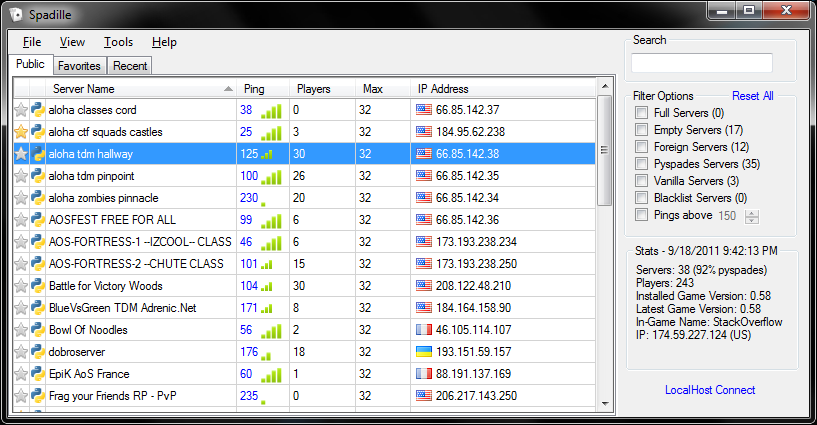 Spadille
File View Tools Help
Public Favorites Recent
Server Name Ping Players Max IP Address
aloha classes cord 38 0 32 66.85.142.37
aloha ctf squads castles 25 3 32 184.95.62.238
aloha tdm hallway 125 30 32 66.85.142.38
aloha tdm pinpoint 100 26 32 66.85.142.35
aloha zombies pinnacle 230 20 32 66.85.142.34
AOSFEST FREE FOR ALL 99 6 32 66.85.142.36
AOS-FORTRESS-1 --IZCOOL-- CLASS 46 6 32 173.193.238.234
AOS-FORTRESS-2 --CHUTE CLASS 101 15 32 173.193.238.250
Battle for Victory Woods 104 30 32 208.122.48.210
BlueVsGreen TDM Adrenic.Net 171 8 32 184.164.158.90
Bowl Of Noodles 56 2 32 46.105.114.107
dobroserver 176 18 32 193.151.59.157
EpiK AoS France 60 1 32 88.191.137.169
Frag your Friends RP - PvP 235 0 32 206.217.143.250
Search
Filter Options Reset All
Full Servers (0)
Empty Servers (17)
Foreign Servers (12)
Pyspades Servers (35)
Vanilla Servers (3)
Blacklist Servers (0)
Pings above 150
Stats - 9/18/2011 9:42:13 PM
Servers: 38 (92% pyspades)
Players: 243
Installed Game Version: 0.58
Latest Game Version: 0.58
In-Game Name: StackOverflow
IP: 174.59.227.124 (US)
LocalHost Connect